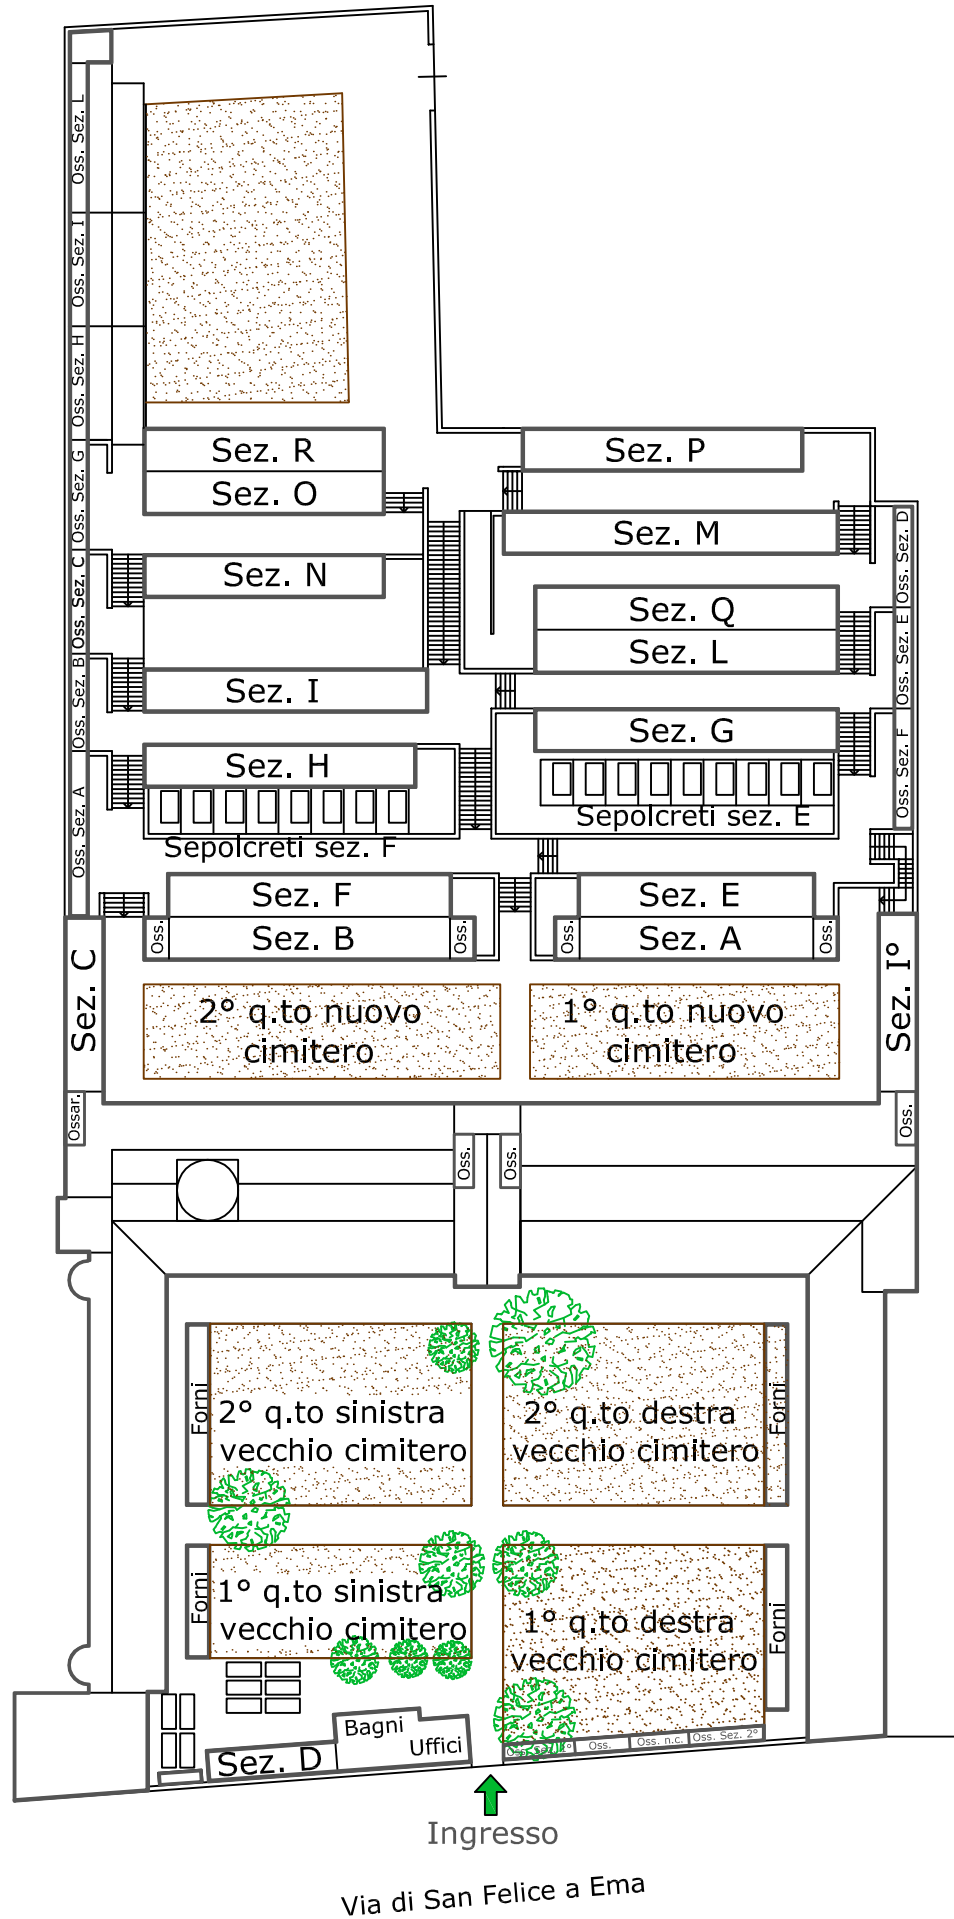 Oss. Sez. L
Oss. Sez. I
Oss. Sez. H
Oss. Sez. G
Oss. Sez. C
Oss. Sez. B
Oss. Sez. A
Sez. R
Sez. O
Sez. N
Sez. I
Sez. H
Sepolcreti sez. F
Sez. F
Oss.
Sez. B
Oss.
Sez. P
Sez. M
Sez. Q
Sez. L
Sez. G
Sepolcreti sez. E
Sez. E
Oss.
Sez. A
Oss.
Oss. Sez. D
Oss. Sez. E
Oss. Sez. F
Sez. C
2° q.to nuovo
cimitero
1° q.to nuovo
cimitero
Sez. I°
Ossar.
Oss.
Oss.
Oss.
Forni
2° q.to sinistra
vecchio cimitero
2° q.to destra
vecchio cimitero
Forni
Forni
1° q.to sinistra
vecchio cimitero
1° q.to destra
vecchio cimitero
Forni
Sez. D
Bagni
Uffici
Oss. Sez. 1°
Oss.
Oss. n.c.
Oss. Sez. 2°
Ingresso
Via di San Felice a Ema